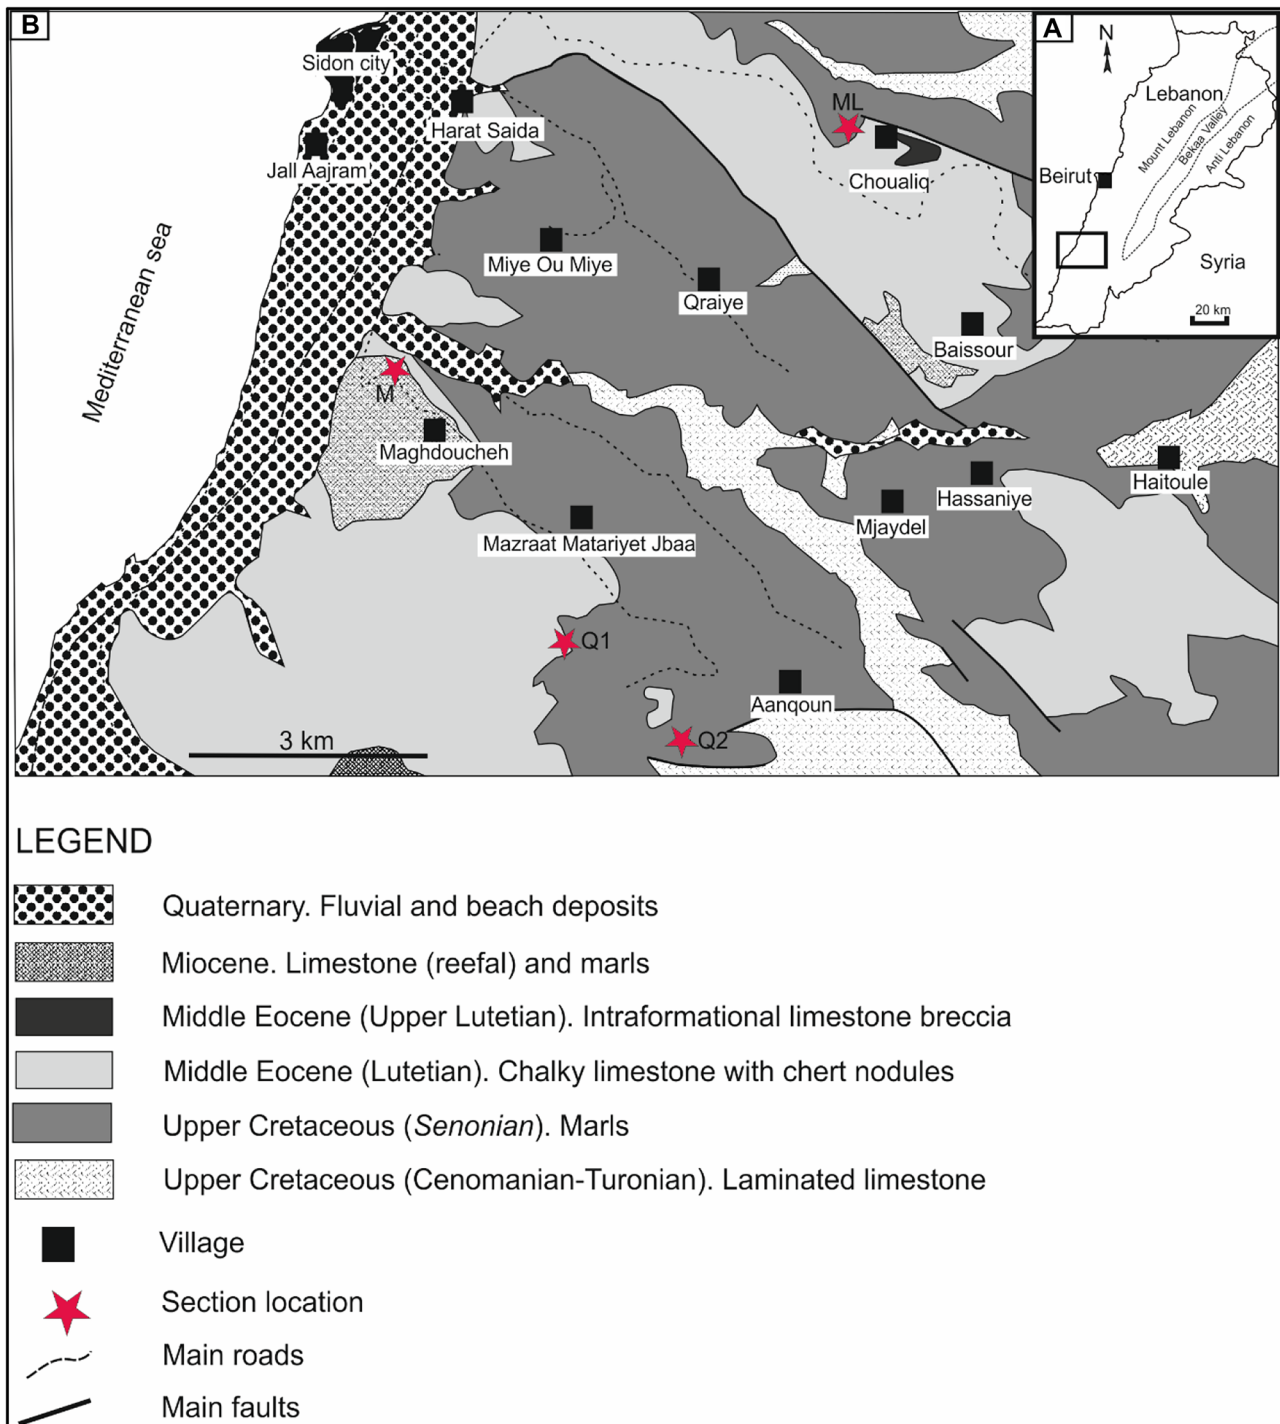 B
A
N
Sidon city
Lebanon
ML
Mount Lebanon
Bekaa Valley
Anti Lebanon
Harat Saida
Jall Aajram
Choualiq
Beirut
Mediterranean sea
Miye Ou Miye
Syria
Qraiye
20 km
Baissour
M
Maghdoucheh
Haitoule
Hassaniye
Mjaydel
Mazraat Matariyet Jbaa
Q1
Aanqoun
Q2
3 km
LEGEND
Quaternary. Fluvial and beach deposits
Miocene. Limestone (reefal) and marls
Middle Eocene (Upper Lutetian). Intraformational limestone breccia
Middle Eocene (Lutetian). Chalky limestone with chert nodules
Upper Cretaceous (Senonian). Marls
Upper Cretaceous (Cenomanian-Turonian). Laminated limestone
Village
Section location
Main roads
Main faults